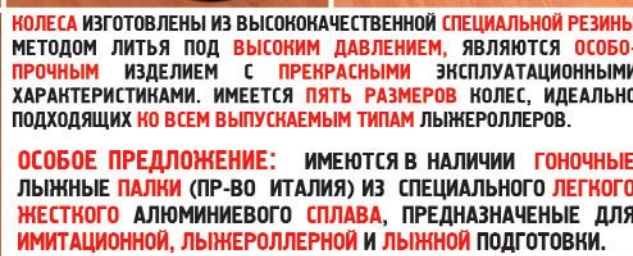 КОЛЕСА ИЗГОТОВЛЕНЫ ИЗ ВЫСОКОКАЧЕСТВЕННОЙ СПЕЦИАЛЬНОЙ РЕЗИНЫ
МЕТОДОМ ЛИТЬЯ ПОД ВЫСОКИМ ДАВЛЕНИЕМ, ЯВЛЯЮТСЯ ОСОБО-
ПРОЧНЫМ ИЗДЕЛИЕМ С ПРЕКРАСНЫМИ ЭКСПЛУАТАЦИОННЫМИ
ХАРАКТЕРИСТИКАМИ. ИМЕЕТСЯ ПЯТЬ РАЗМЕРОВ КОЛЕС, ИДЕАЛЬНО
ПОДХОДЯЩИХ КО ВСЕМ ВЫПУСКАЕМЫМ ТИПАМ ЛЫЖЕРОЛЛЕРОВ.
ОСОБОЕ ПРЕДЛОЖЕНИЕ: ИМЕЮТСЯ В НАЛИЧИИ ГОНОЧНЫЕ
ЛЫЖНЫЕ ПАЛКИ (ПР-ВО ИТАЛИЯ) ИЗ СПЕЦИАЛЬНОГО ЛЕГКОГО
ЖЕСТКОГО АЛЮМИНИЕВОГО СПЛАВА, ПРЕДНАЗНАЧЕНЫЕ ДЛЯ
ИМИТАЦИОННОЙ, ЛЫЖЕРОЛЛЕРНОЙ И ЛЫЖНОЙ ПОДГОТОВКИ.